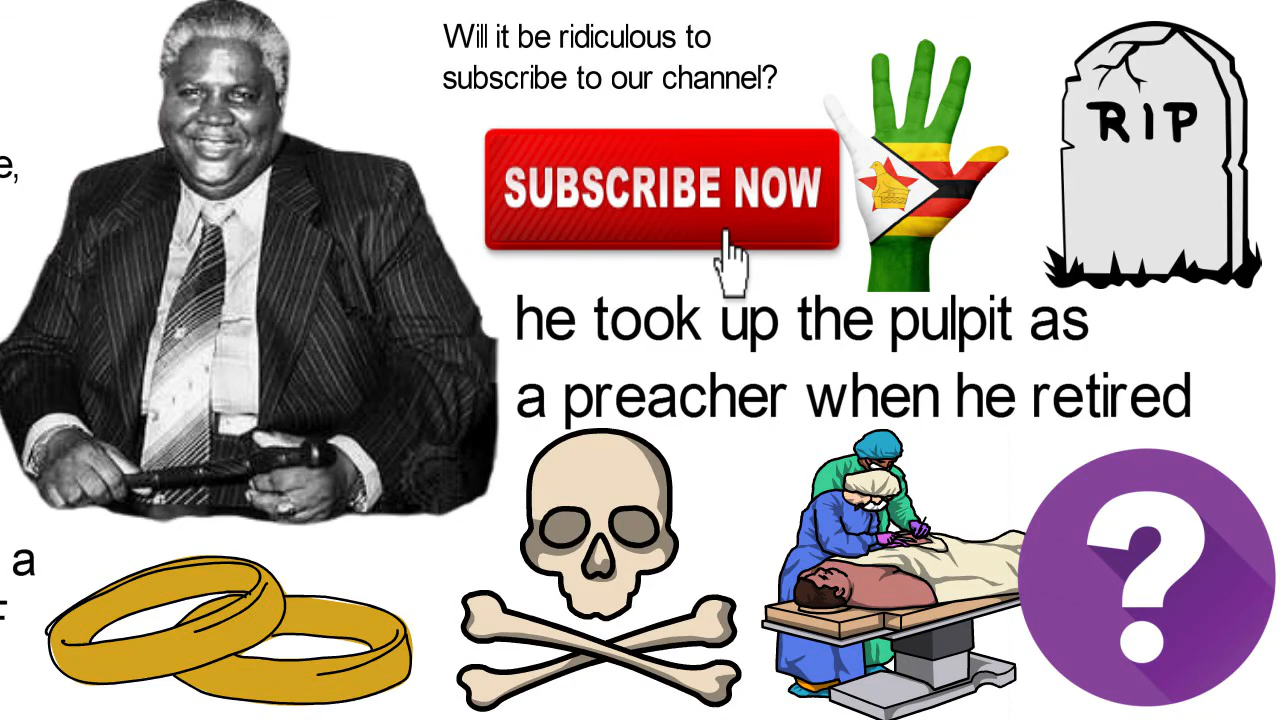 Will it be ridiculous to
subscribe to our channel?
RIP
e,
SUBSCRIBE NOW
he took up the pulpit as
a preacher when he retired
a